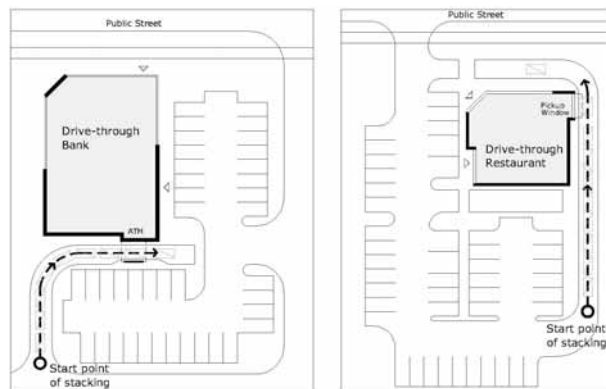 Public Street
Drive-through
Bank
ATH
Start point
of stacking
Public Street
Pickup
Window
Drive-through
Restaurant
Start point
of stacking